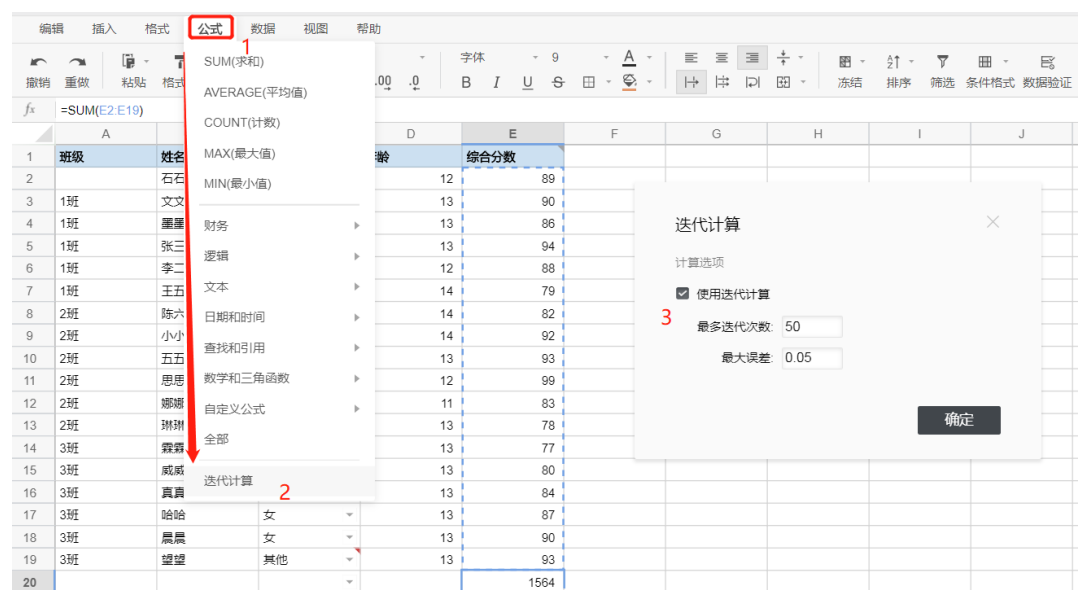 编辑 插入 格式 公式 数据 视图 帮助
1
撤销 重做 粘贴 格式 .00 .0 字体 9 A B I U S 冻结 排序 筛选 条件格式 数据验证
fx =SUM(E2:E19)
A D E F G H I J
1 班级 姓名 年龄 综合分数
2 石石 12 89
3 1班 文文 13 90
4 1班 墨墨 13 86
5 1班 张三 13 94
6 1班 李二 12 88
7 1班 王五 14 79
8 2班 陈六 14 82
9 2班 小小 14 92
10 2班 五五 13 93
11 2班 思思 12 99
12 2班 娜娜 11 83
13 2班 琳琳 13 78
14 3班 霖霖 13 77
15 3班 威威 13 80
16 3班 真真 13 84
17 3班 哈哈 女 13 87
18 3班 晨晨 女 13 90
19 3班 望望 其他 13 93
20 1564
SUM(求和)
AVERAGE(平均值)
COUNT(计数)
MAX(最大值)
MIN(最小值)
财务
逻辑
文本
日期和时间
查找和引用
数学和三角函数
自定义公式
全部
迭代计算
2
迭代计算
计算选项
使用迭代计算
3
最多迭代次数: 50
最大误差: 0.05
确定